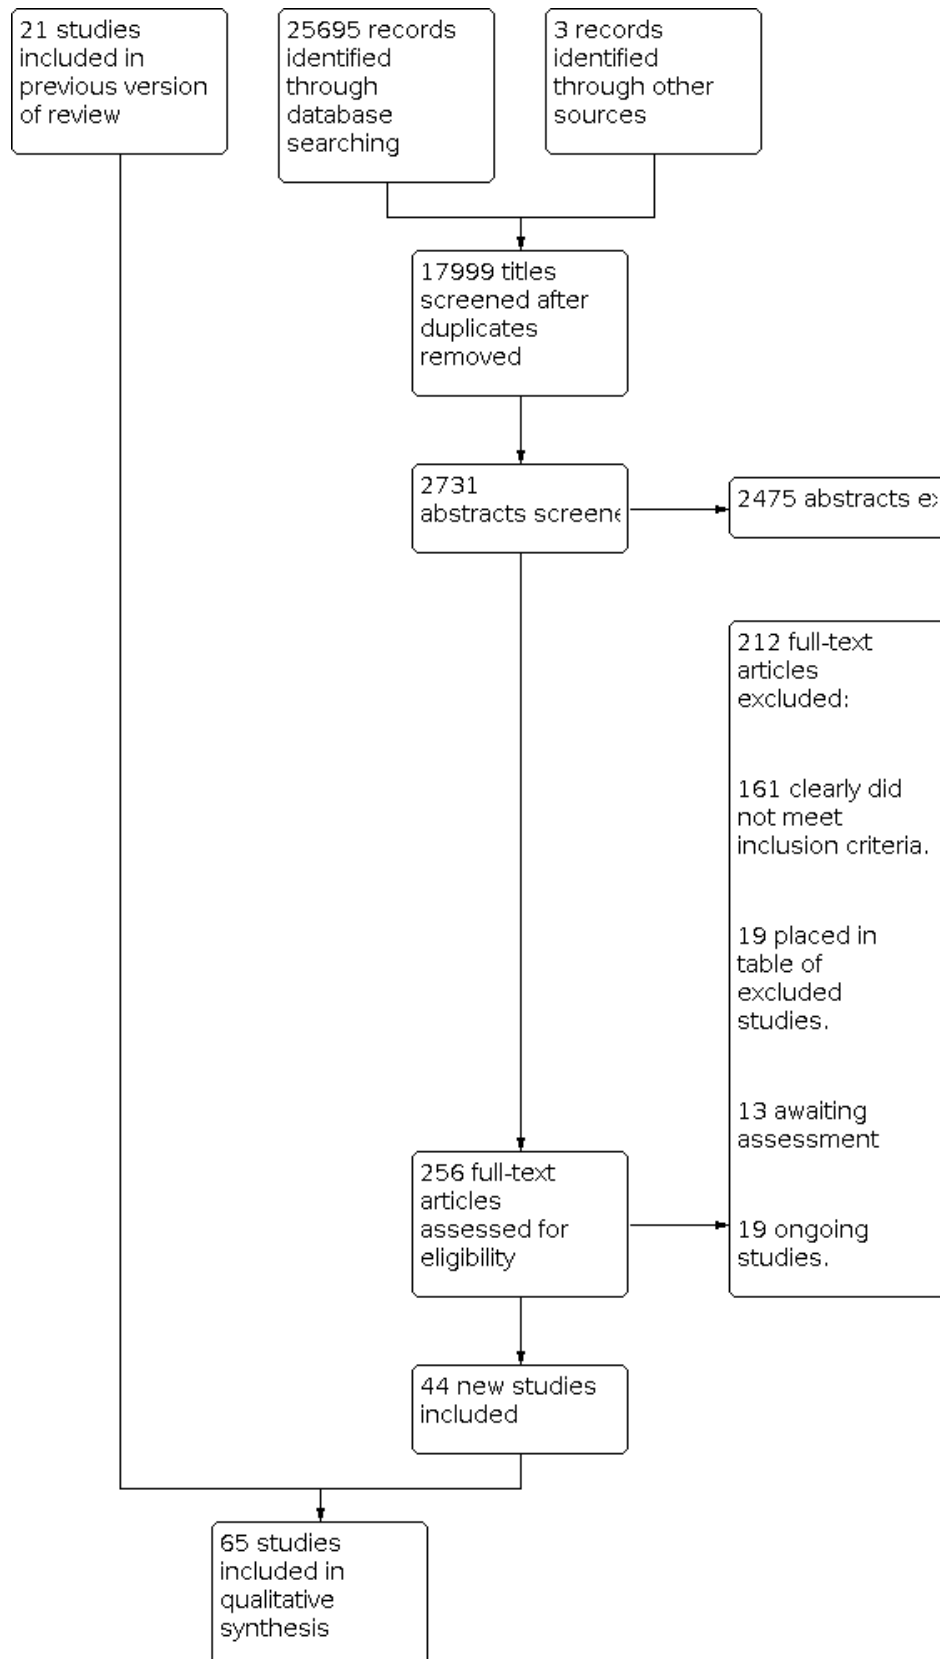 21 studies
included in
previous version
of review
25695 records
identified
through
database
searching
3 records
identified
through other
sources
17999 titles
screened after
duplicates
removed
2731
abstracts
2475 abstracts
212 full-text
articles
excluded:
161 clearly did
not meet
inclusion criteria.
19 placed in
table of
excluded
studies.
13 awaiting
assessment
19 ongoing
studies.
256 full-text
articles
assessed for
eligibility
44 new studies
included
65 studies
included in
qualitative
synthesis